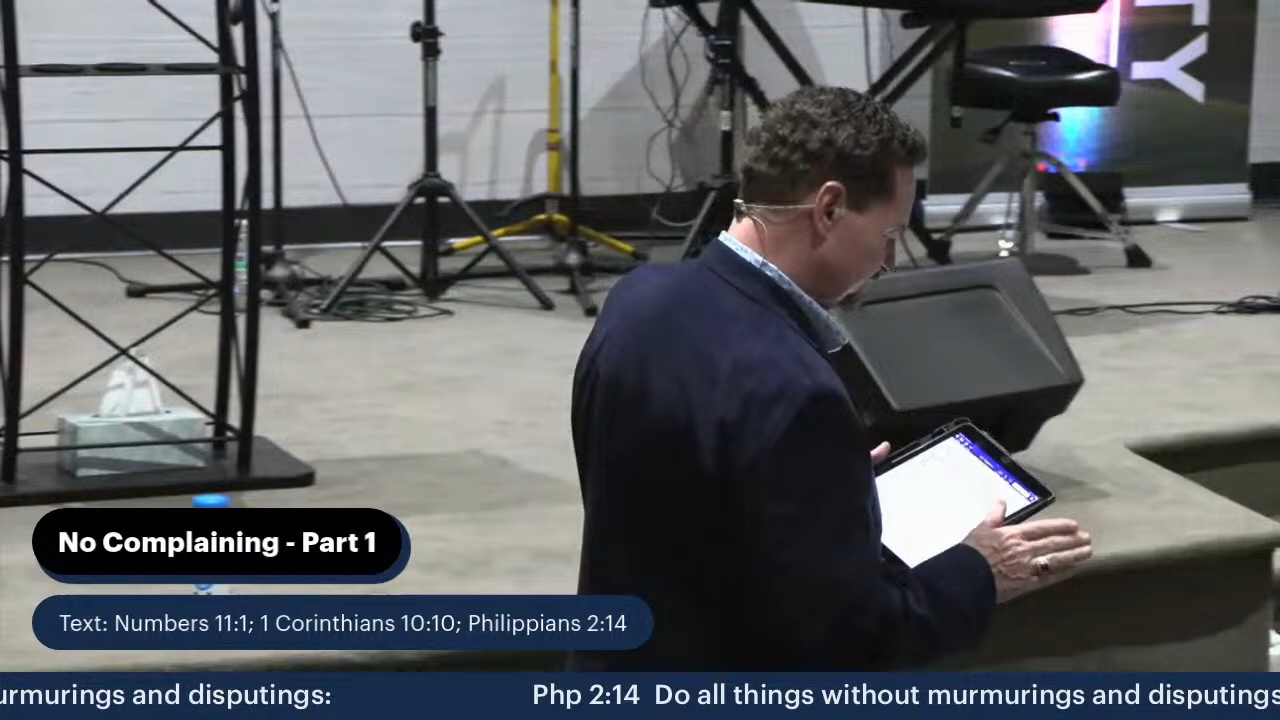 TY
No Complaining - Part 1
Text: Numbers 11:1; 1 Corinthians 10:10; Philippians 2:14
urmurings and disputings: Php 2:14 Do all things without murmurings and disputings